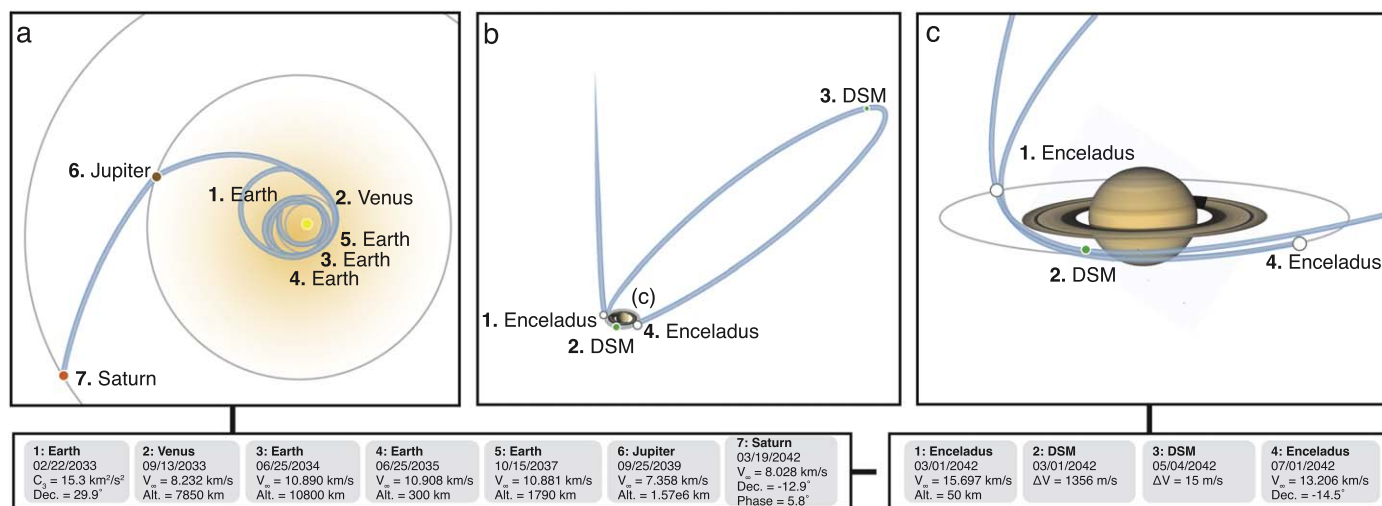 a
6. Jupiter
1. Earth
2. Venus
5. Earth
3. Earth
4. Earth
7. Saturn
b
3. DSM
(c)
1. Enceladus
4. Enceladus
2. DSM
c
1. Enceladus
2. DSM
4. Enceladus
1: Earth
02/22/2033
C₃ = 15.3 km²/s²
Dec. = 29.9°
2: Venus
09/13/2033
V∞ = 8.232 km/s
Alt. = 7850 km
3: Earth
06/25/2034
V∞ = 10.890 km/s
Alt. = 10800 km
4: Earth
06/25/2035
V∞ = 10.908 km/s
Alt. = 300 km
5: Earth
10/15/2037
V∞ = 10.881 km/s
Alt. = 1790 km
6: Jupiter
09/25/2039
V∞ = 7.358 km/s
Alt. = 1.57e6 km
7: Saturn
03/19/2042
V∞ = 8.028 km/s
Dec. = -12.9°
Phase = 5.8°
1: Enceladus
03/01/2042
V∞ = 15.697 km/s
Alt. = 50 km
2: DSM
03/01/2042
ΔV = 1356 m/s
3: DSM
05/04/2042
ΔV = 15 m/s
4: Enceladus
07/01/2042
V∞ = 13.206 km/s
Dec. = -14.5°